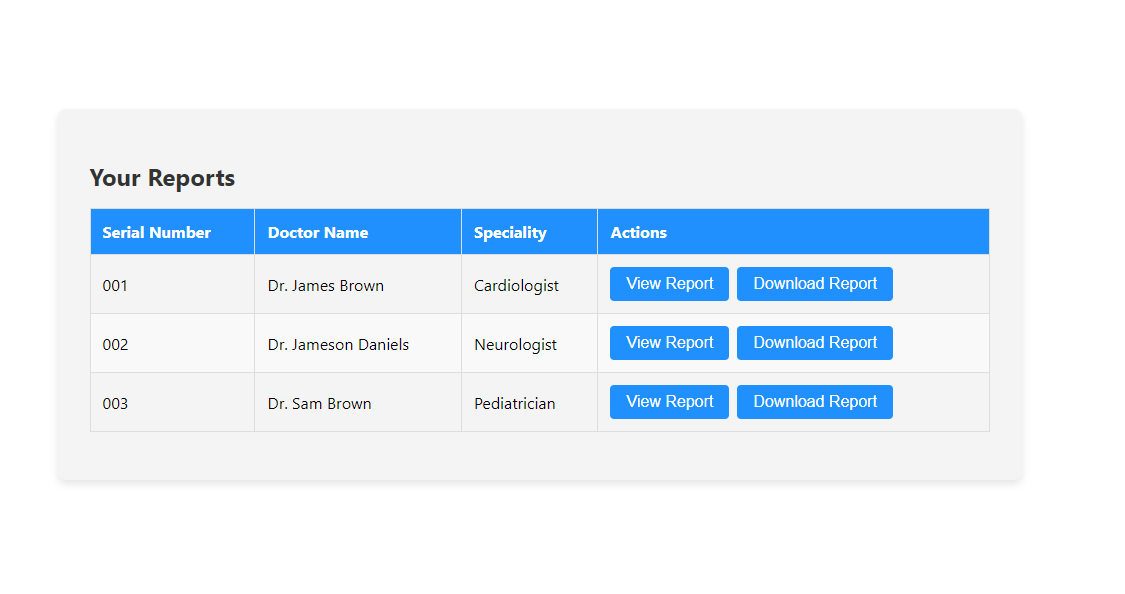 Your Reports
Serial Number Doctor Name Speciality Actions
001 Dr. James Brown Cardiologist View Report Download Report
002 Dr. Jameson Daniels Neurologist View Report Download Report
003 Dr. Sam Brown Pediatrician View Report Download Report